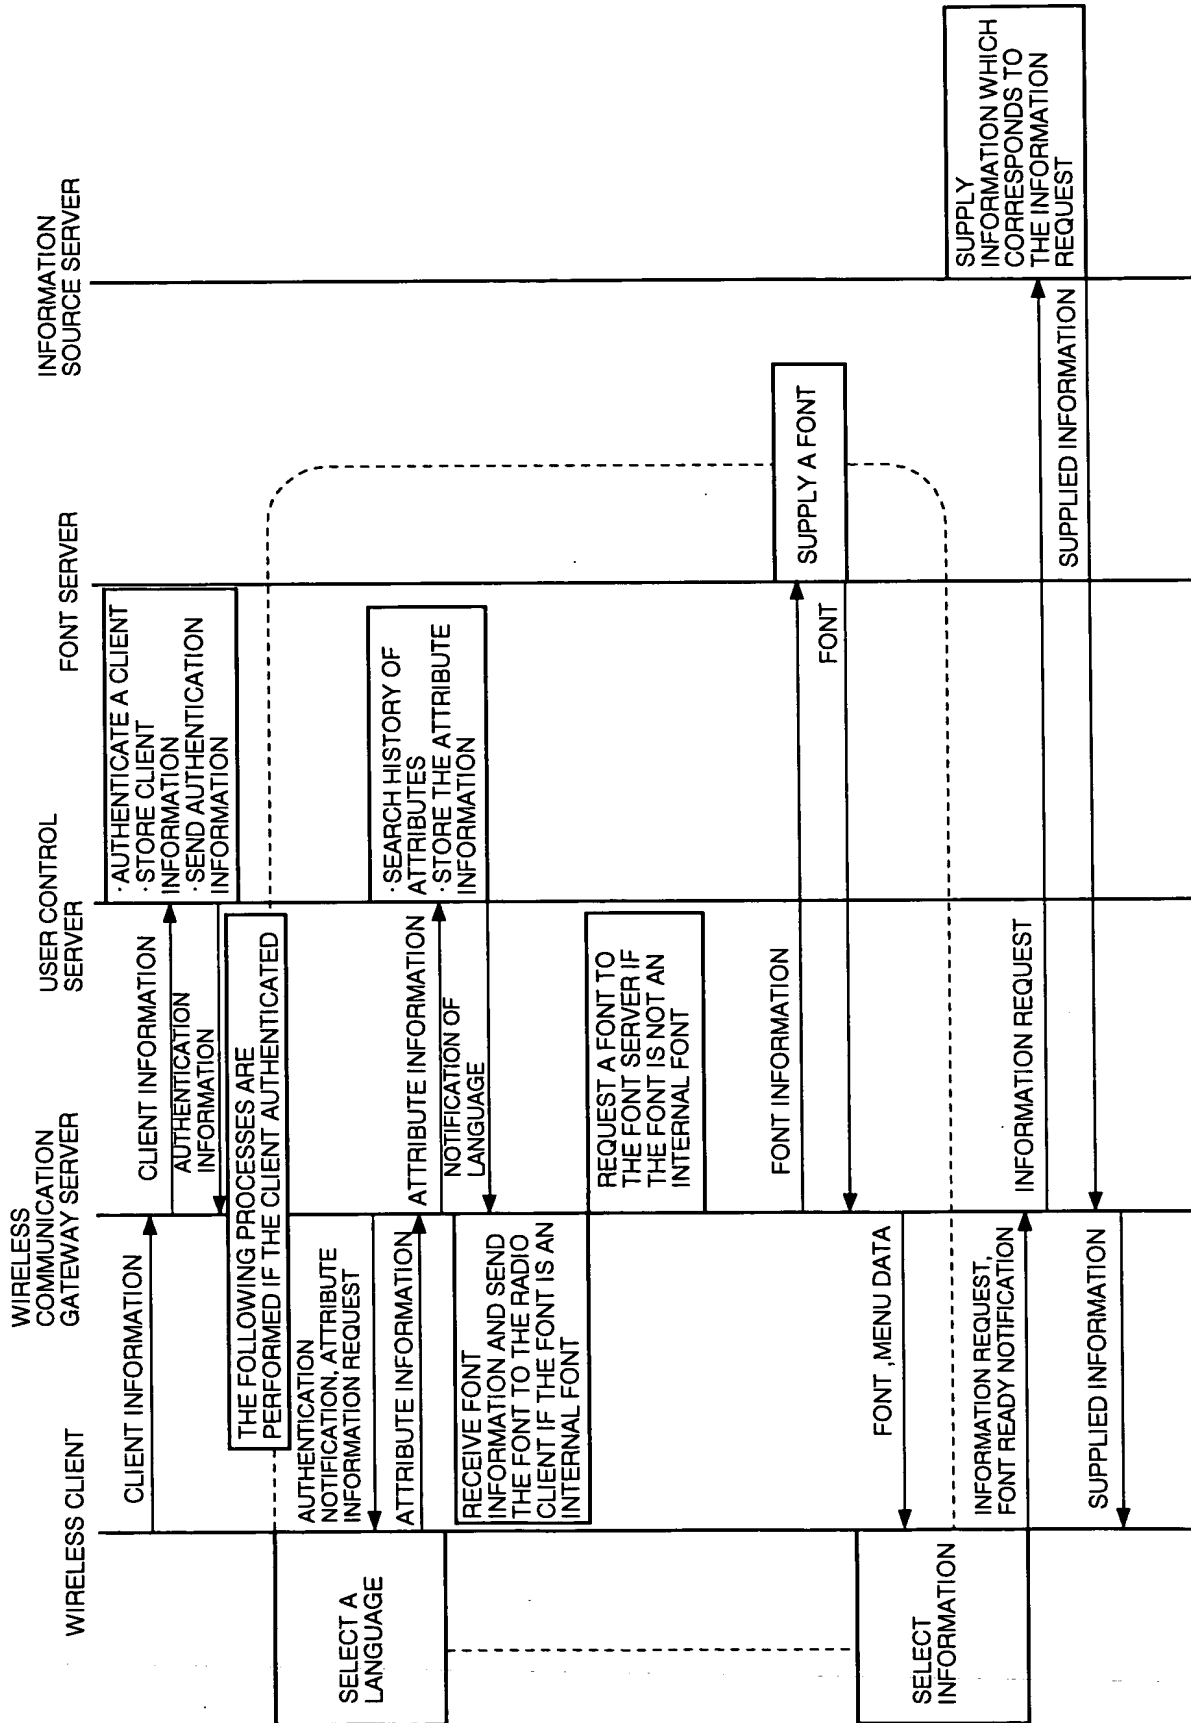 WIRELESS CLIENT
WIRELESS
COMMUNICATION
GATEWAY SERVER
USER CONTROL
SERVER
FONT SERVER
INFORMATION
SOURCE SERVER
CLIENT INFORMATION
CLIENT INFORMATION
·AUTHENTICATE A CLIENT
·STORE CLIENT
INFORMATION
·SEND AUTHENTICATION
INFORMATION
AUTHENTICATION
INFORMATION
THE FOLLOWING PROCESSES ARE
PERFORMED IF THE CLIENT AUTHENTICATED
SELECT A
LANGUAGE
AUTHENTICATION
NOTIFICATION, ATTRIBUTE
INFORMATION REQUEST
ATTRIBUTE INFORMATION
ATTRIBUTE INFORMATION
·SEARCH HISTORY OF
ATTRIBUTES
·STORE THE ATTRIBUTE
INFORMATION
NOTIFICATION OF
LANGUAGE
RECEIVE FONT
INFORMATION AND SEND
THE FONT TO THE RADIO
CLIENT IF THE FONT IS AN
INTERNAL FONT
REQUEST A FONT TO
THE FONT SERVER IF
THE FONT IS NOT AN
INTERNAL FONT
FONT INFORMATION
SUPPLY A FONT
FONT
FONT ,MENU DATA
SELECT
INFORMATION
INFORMATION REQUEST,
FONT READY NOTIFICATION
INFORMATION REQUEST
SUPPLY
INFORMATION WHICH
CORRESPONDS TO
THE INFORMATION
REQUEST
SUPPLIED INFORMATION
SUPPLIED INFORMATION